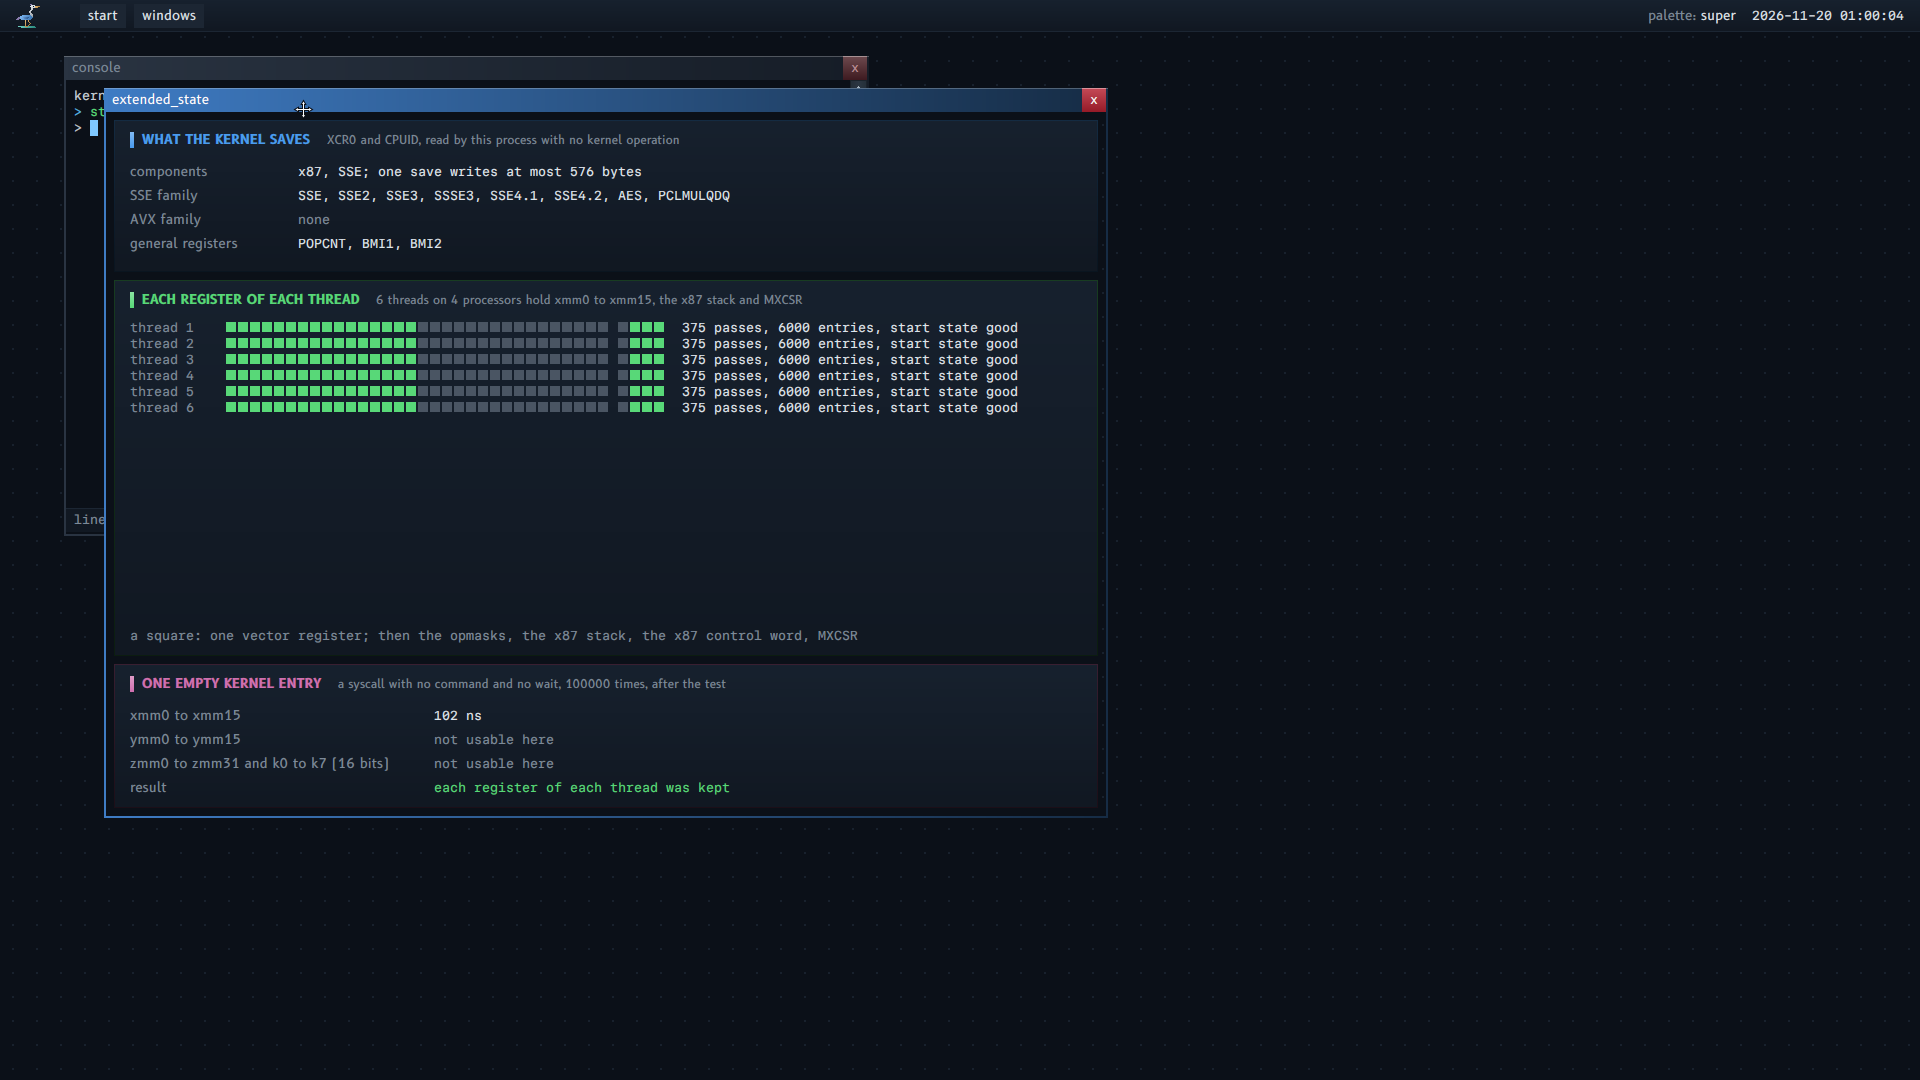 start windows palette: super 2026-11-20 01:00:04
console x
kern
> st
>
line
extended_state x
WHAT THE KERNEL SAVES XCR0 and CPUID, read by this process with no kernel operation
components x87, SSE; one save writes at most 576 bytes
SSE family SSE, SSE2, SSE3, SSSE3, SSE4.1, SSE4.2, AES, PCLMULQDQ
AVX family none
general registers POPCNT, BMI1, BMI2
EACH REGISTER OF EACH THREAD 6 threads on 4 processors hold xmm0 to xmm15, the x87 stack and MXCSR
thread 1 375 passes, 6000 entries, start state good
thread 2 375 passes, 6000 entries, start state good
thread 3 375 passes, 6000 entries, start state good
thread 4 375 passes, 6000 entries, start state good
thread 5 375 passes, 6000 entries, start state good
thread 6 375 passes, 6000 entries, start state good
a square: one vector register; then the opmasks, the x87 stack, the x87 control word, MXCSR
ONE EMPTY KERNEL ENTRY a syscall with no command and no wait, 100000 times, after the test
xmm0 to xmm15 102 ns
ymm0 to ymm15 not usable here
zmm0 to zmm31 and k0 to k7 (16 bits) not usable here
result each register of each thread was kept